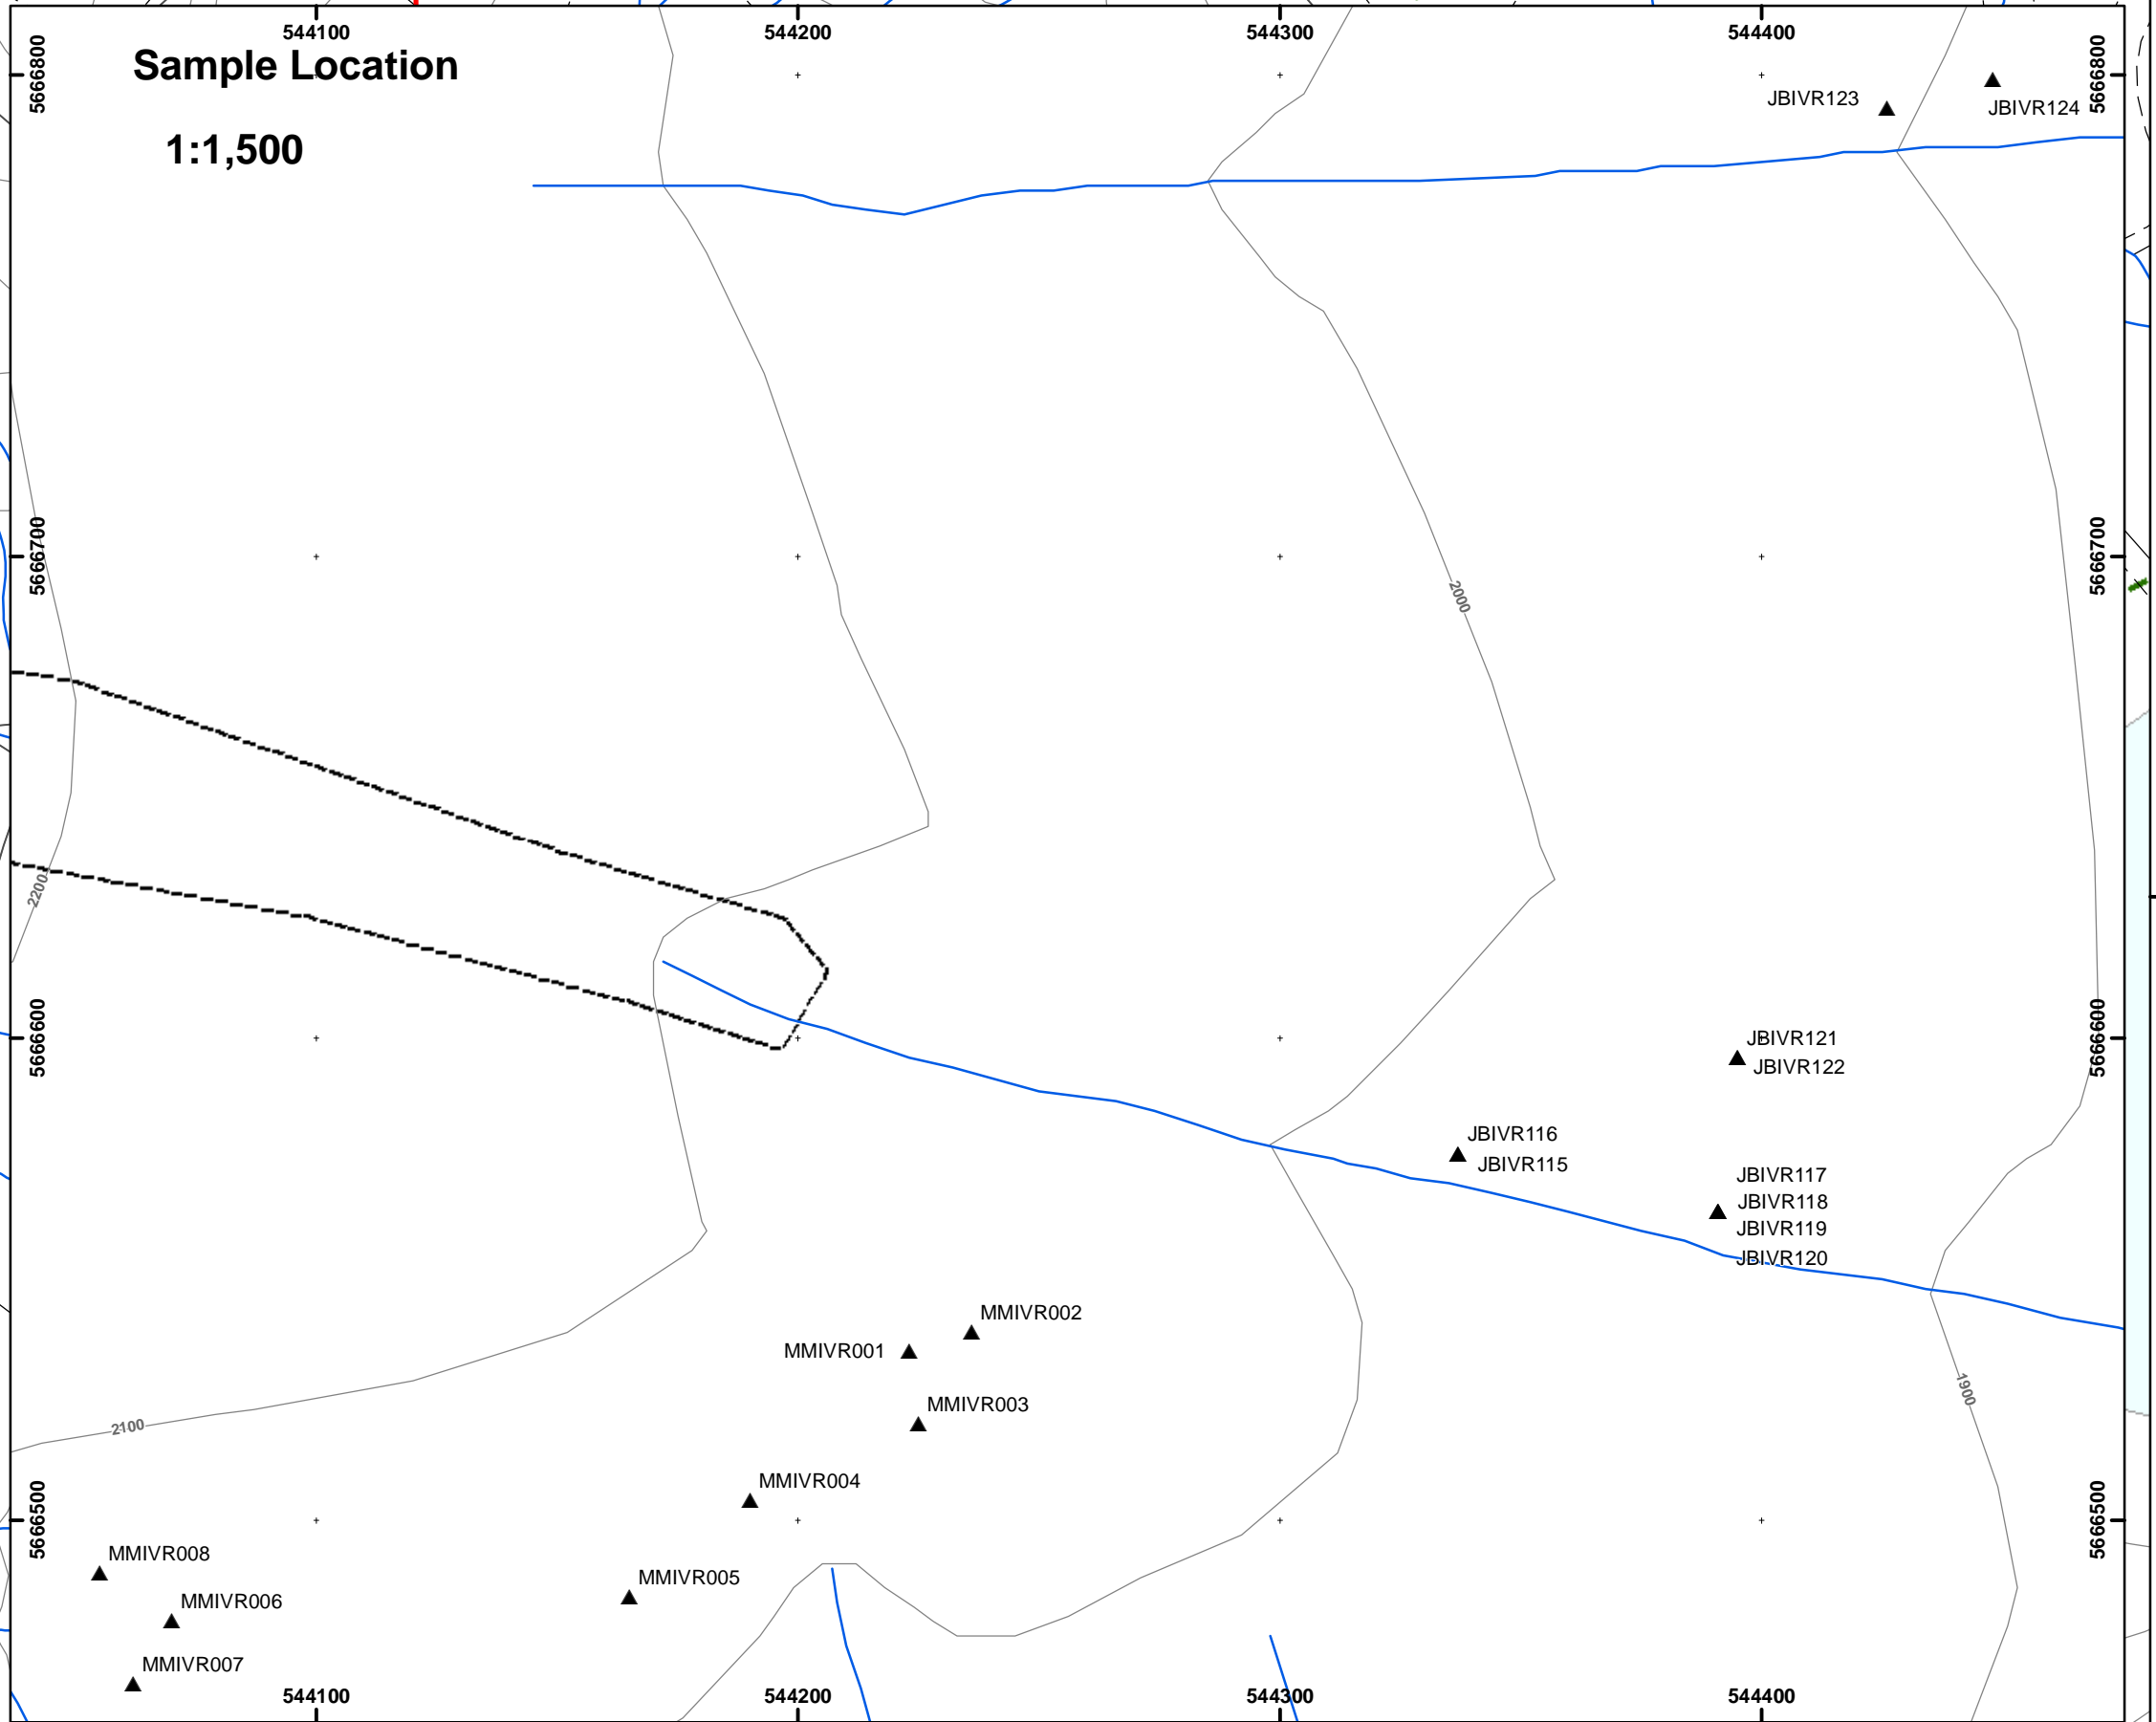 544100
544200
544300
544400
Sample Location
1:1,500
5666800
5666800
JBIVR123
JBIVR124
5666700
5666700
2000
2200
5666600
5666600
JBIVR121
JBIVR122
JBIVR116
JBIVR115
JBIVR117
JBIVR118
JBIVR119
JBIVR120
MMIVR002
MMIVR001
MMIVR003
1900
2100
MMIVR004
5666500
5666500
MMIVR008
MMIVR005
MMIVR006
MMIVR007
544100
544200
544300
544400